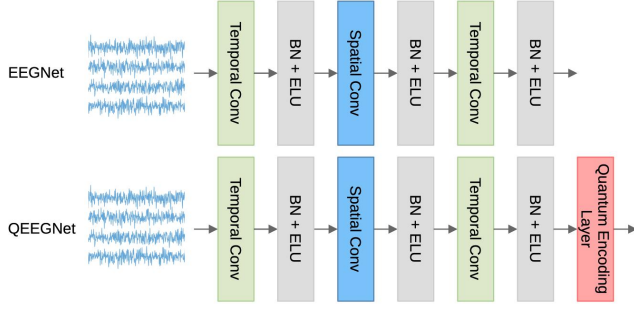 EEGNet
Temporal Conv
BN + ELU
Spatial Conv
BN + ELU
Temporal Conv
BN + ELU
QEEGNet
Temporal Conv
BN + ELU
Spatial Conv
BN + ELU
Temporal Conv
BN + ELU
Quantum Encoding
Layer